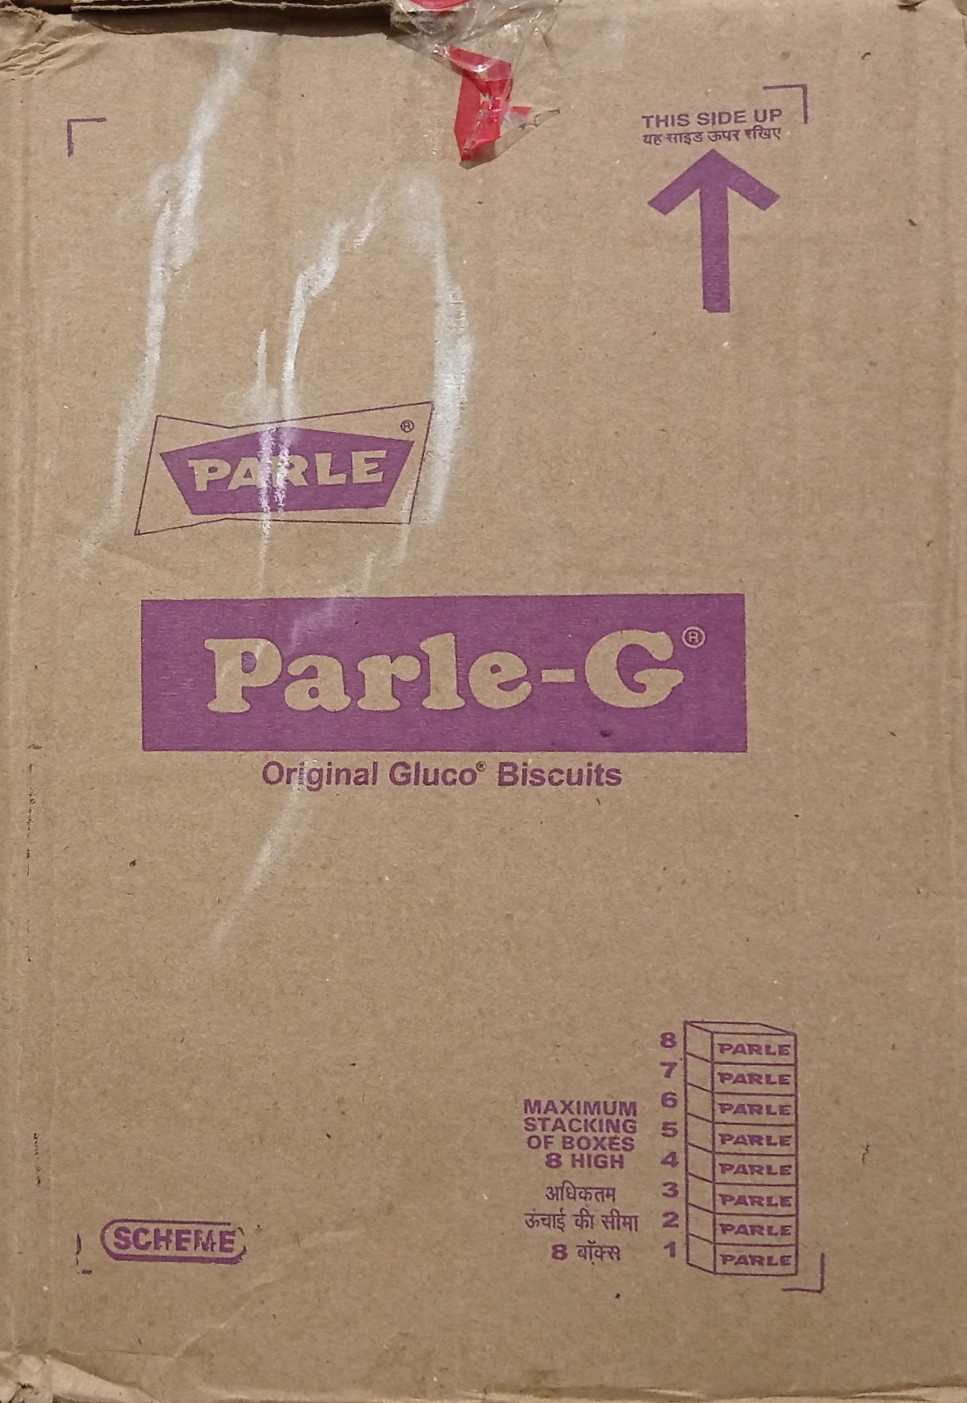 THIS SIDE UP
यह साइड ऊपर रखिए
PARLE ®
Parle-G®
Original Gluco® Biscuits
MAXIMUM
STACKING
OF BOXES
8 HIGH
अधिकतम
ऊंचाई की सीमा
8 बॉक्स
8 PARLE
7 PARLE
6 PARLE
5 PARLE
4 PARLE
3 PARLE
2 PARLE
1 PARLE
SCHEME